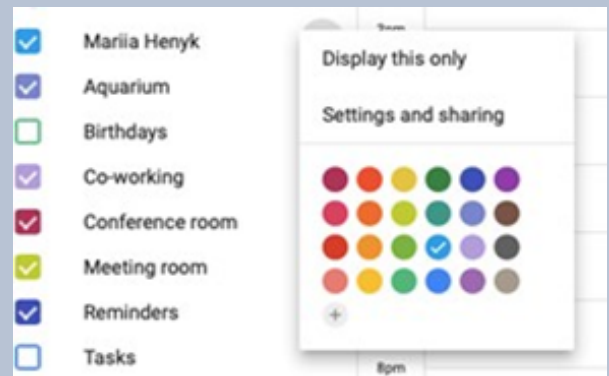 Mariia Henyk
Aquarium
Birthdays
Co-working
Conference room
Meeting room
Reminders
Tasks
Display this only
Settings and sharing
+
8pm